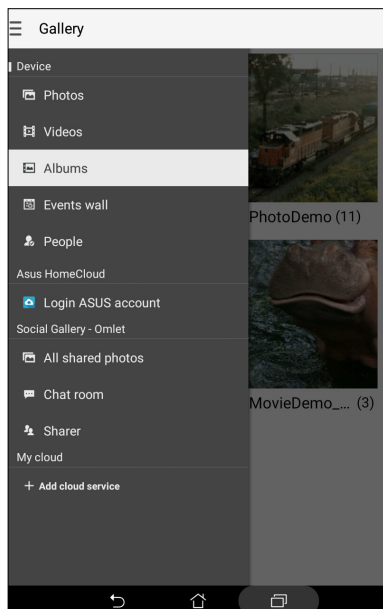 Gallery
Device
Photos
Videos
Albums
Events wall
People
Asus HomeCloud
Login ASUS account
Social Gallery - Omlet
All shared photos
Chat room
Sharer
My cloud
+ Add cloud service
PhotoDemo (11)
MovieDemo_... (3)